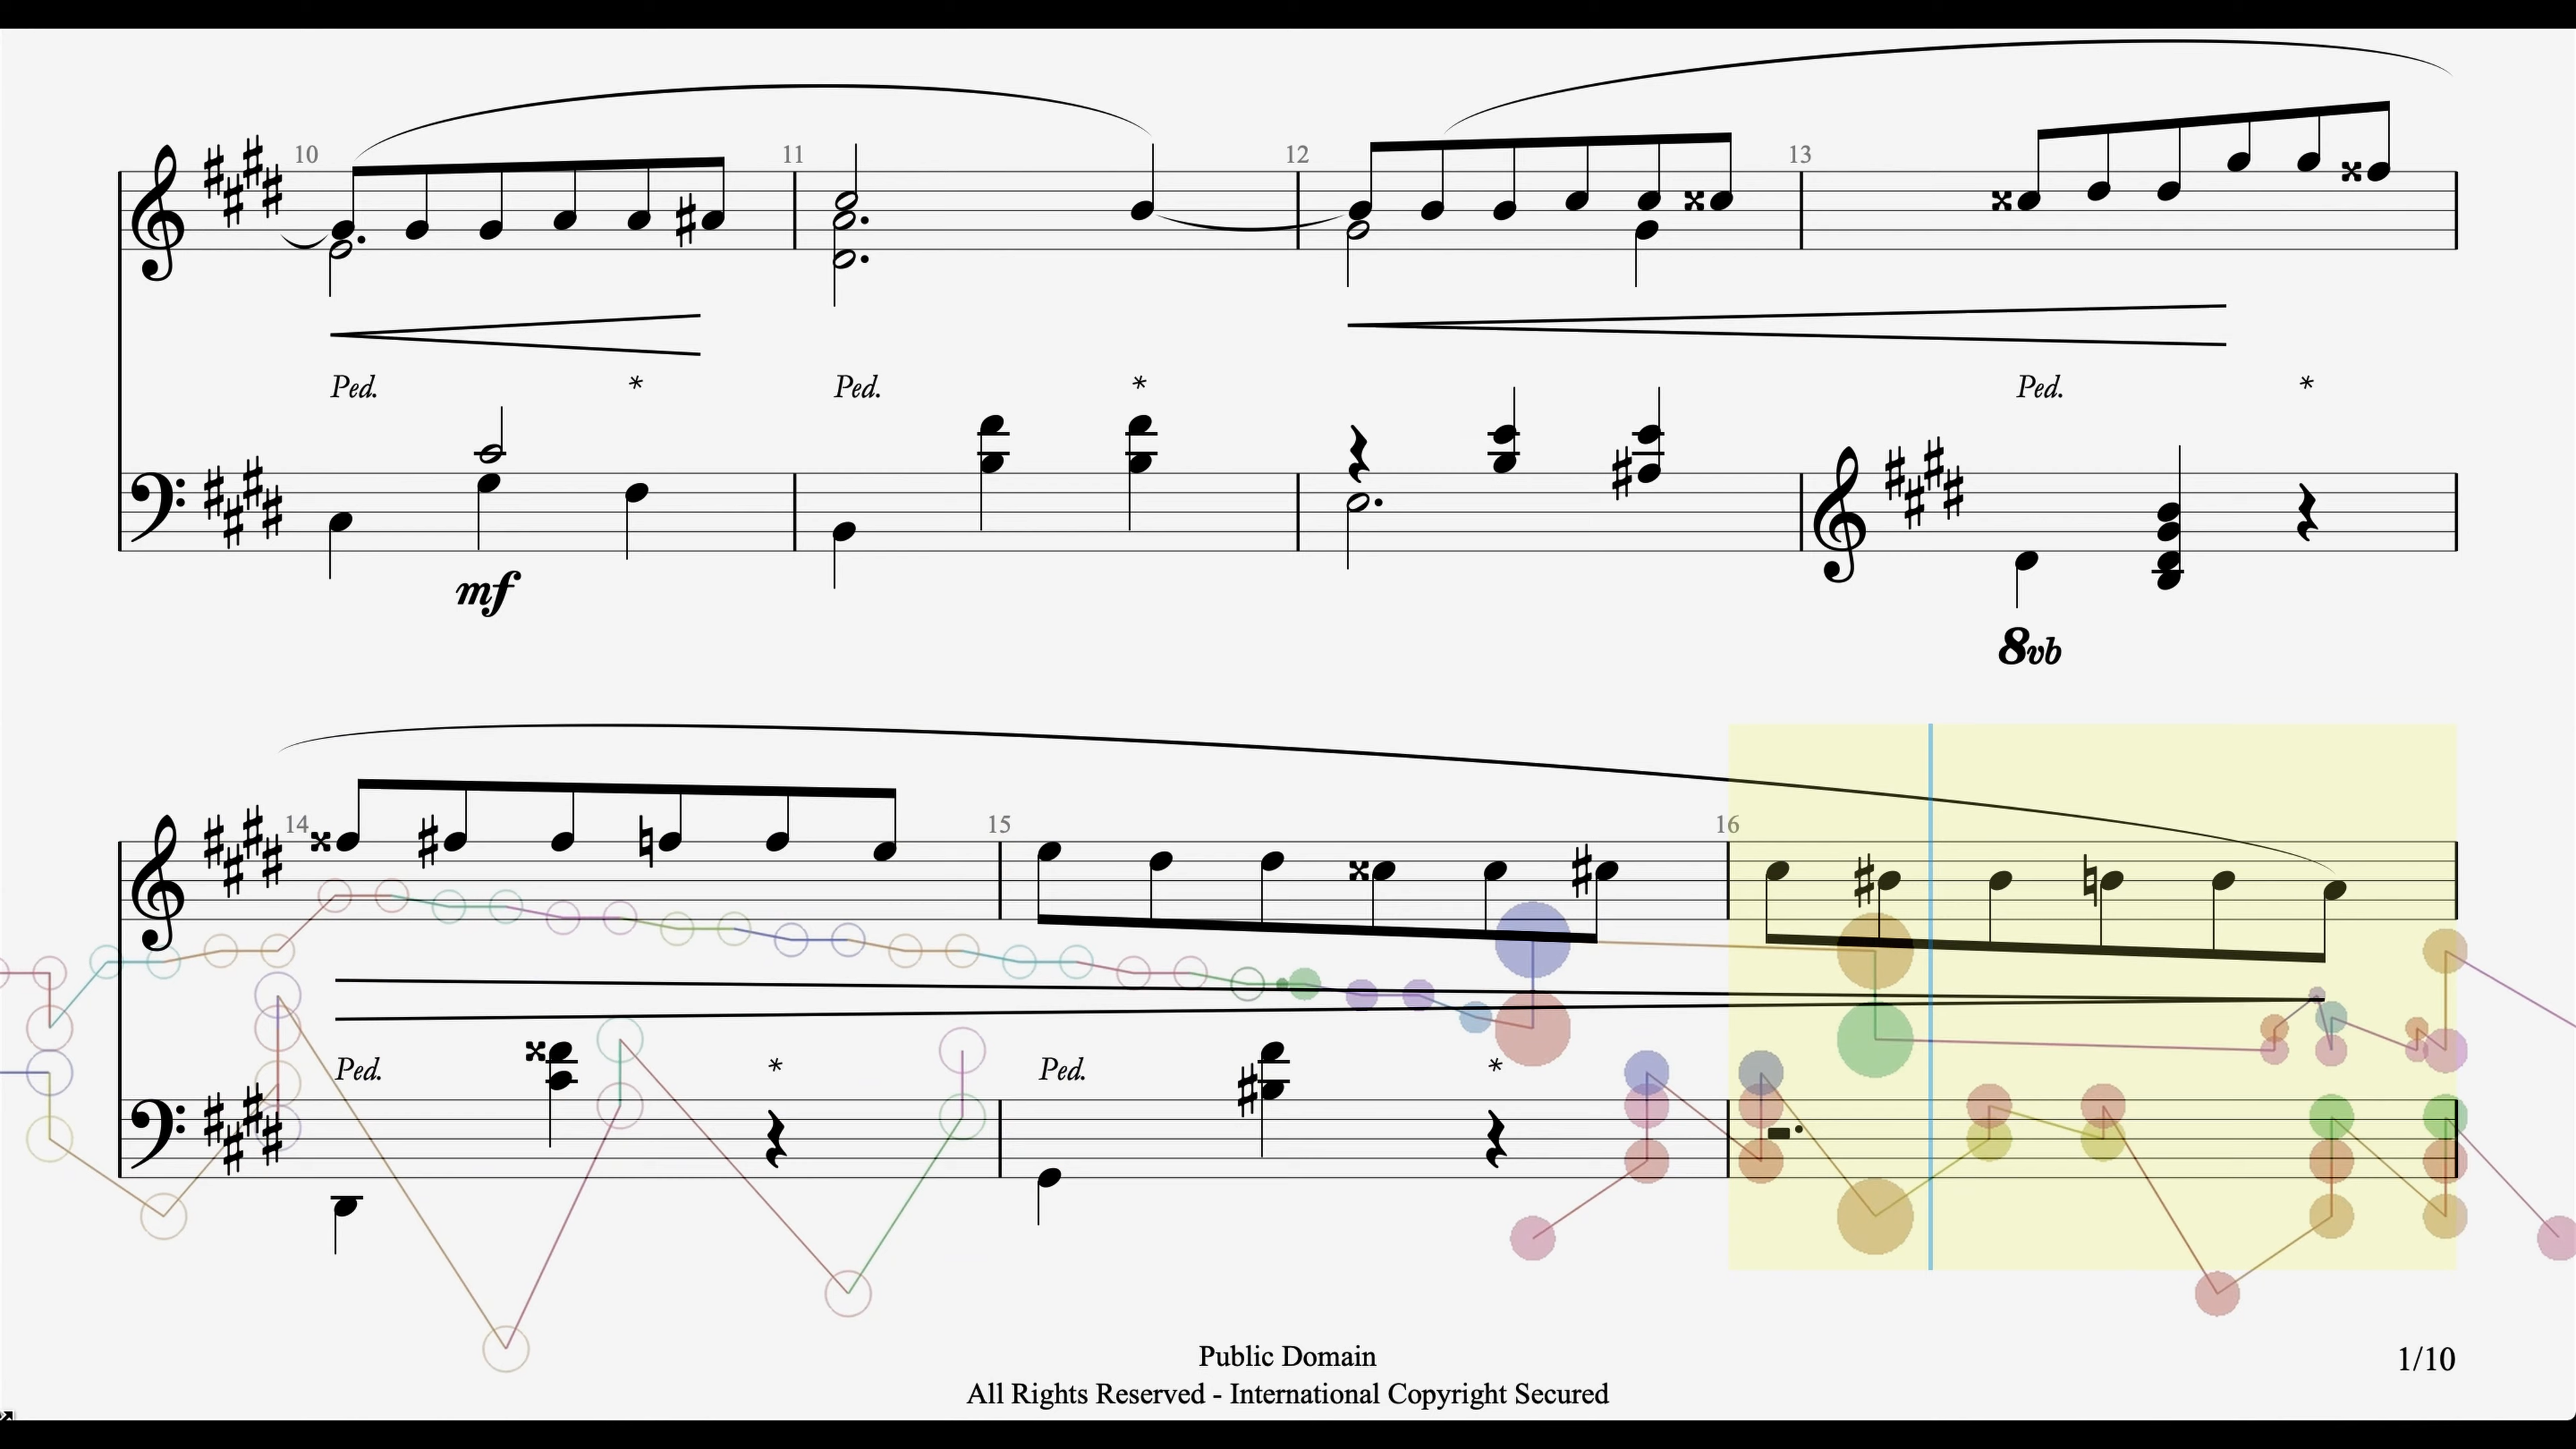 10 11 12 13
Ped. * Ped. * Ped. *
mf
8vb
14 15 16
Ped. * Ped. *
Public Domain
1/10
All Rights Reserved - International Copyright Secured